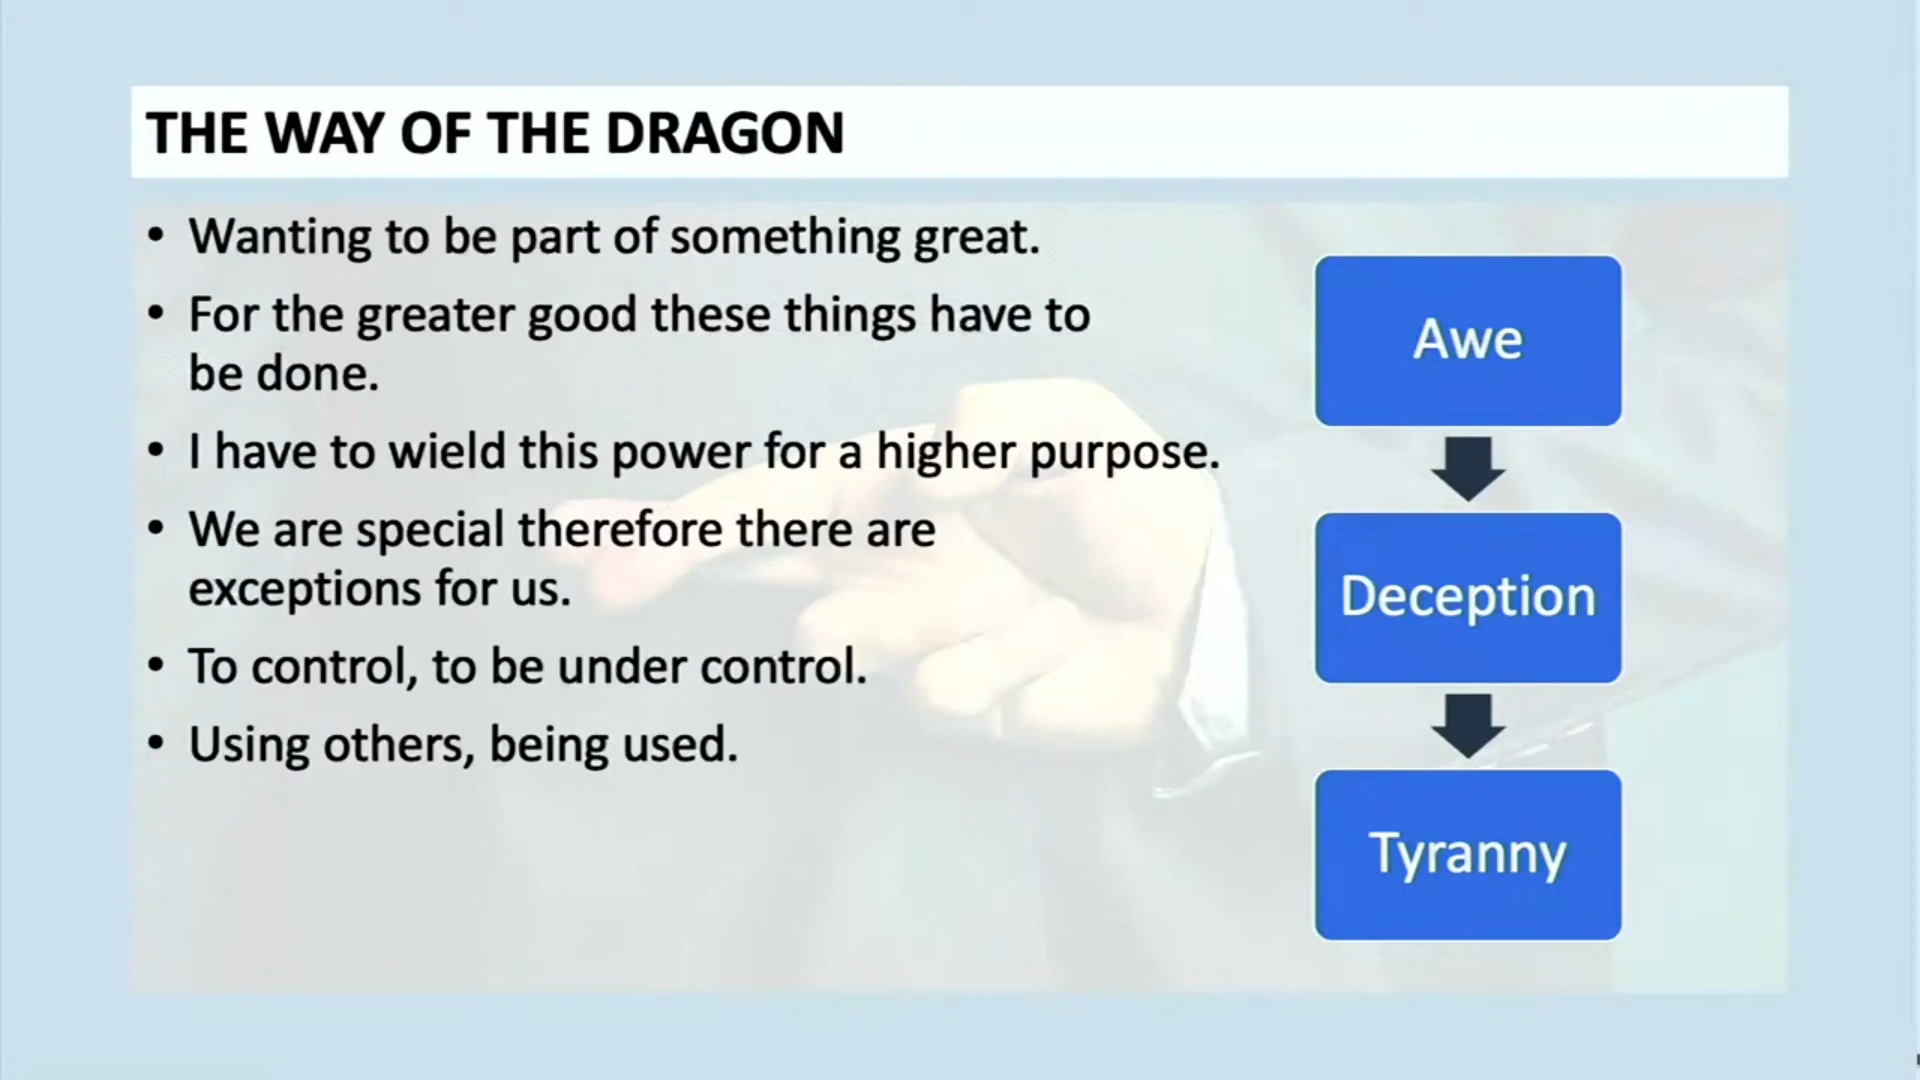 THE WAY OF THE DRAGON
• Wanting to be part of something great.
• For the greater good these things have to
be done.
• I have to wield this power for a higher purpose.
• We are special therefore there are
exceptions for us.
• To control, to be under control.
• Using others, being used.
Awe
Deception
Tyranny